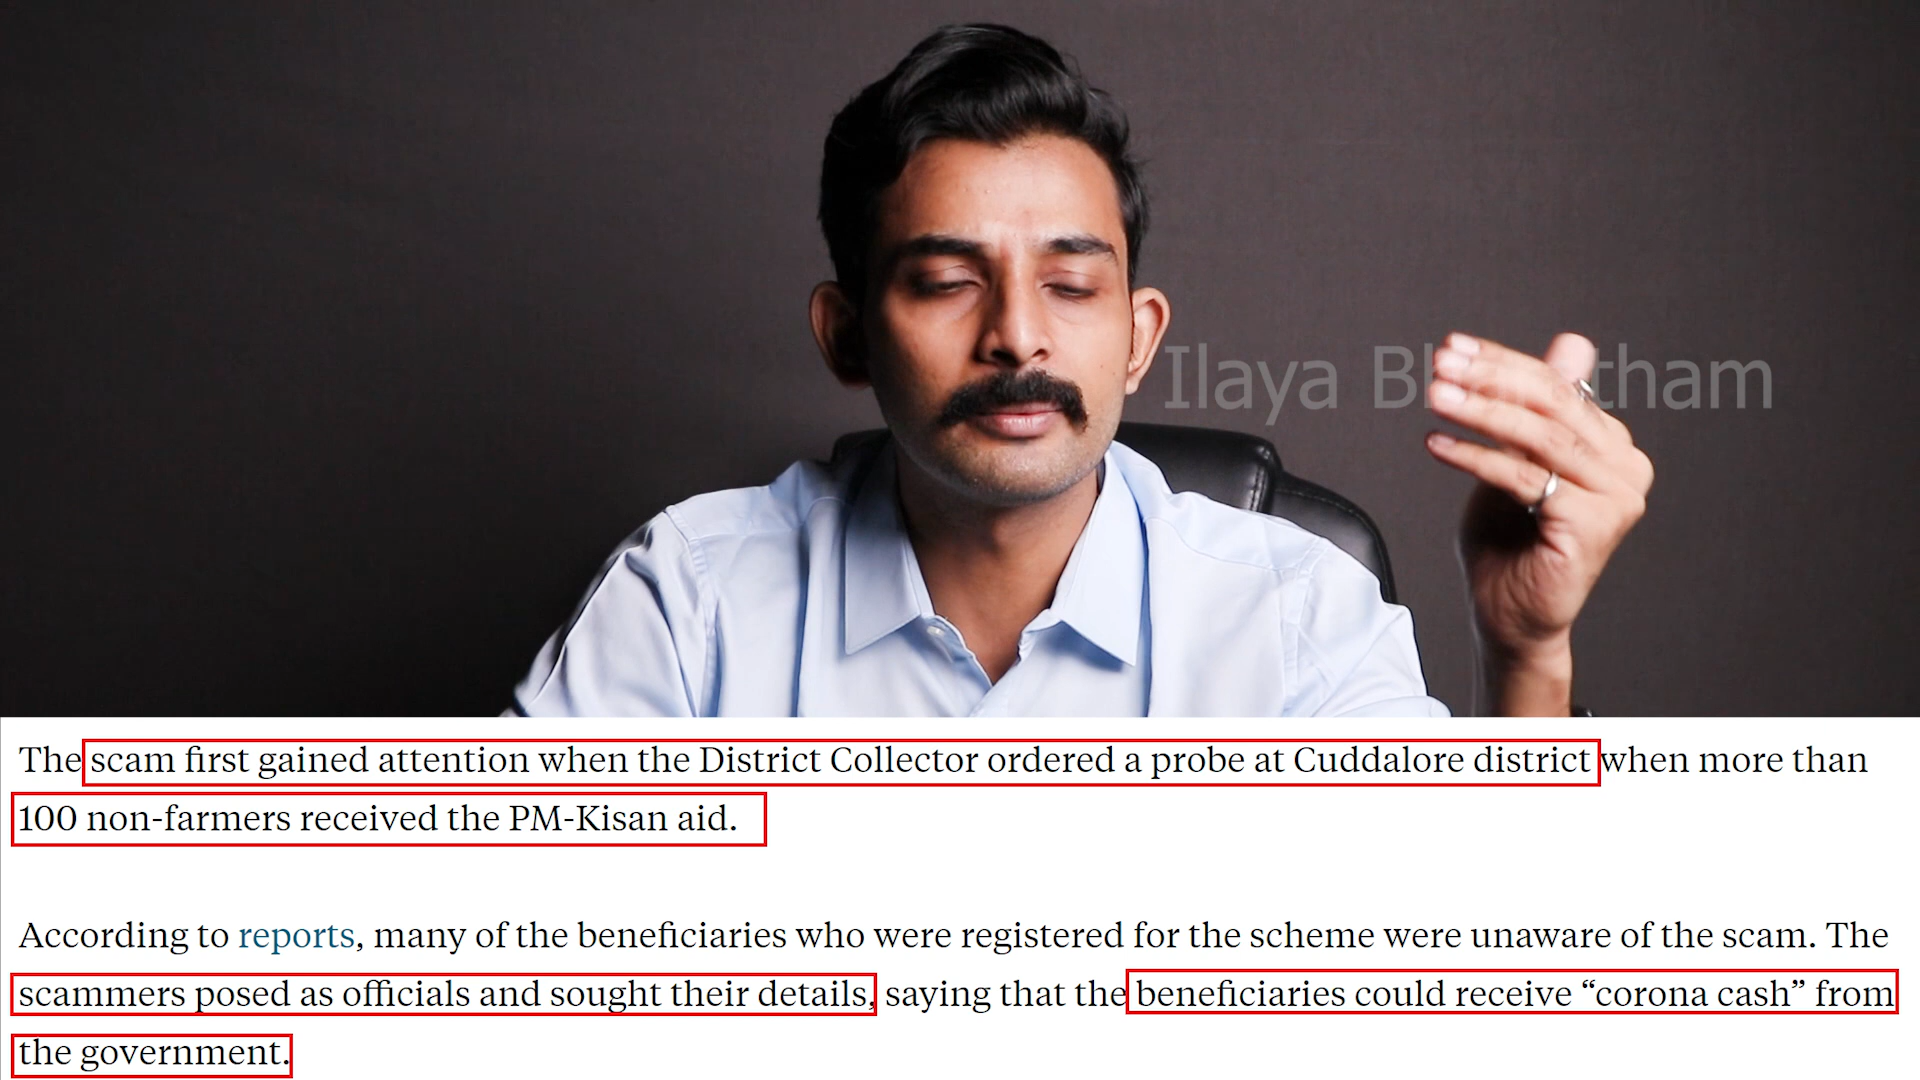 Ilaya Bharatham
The scam first gained attention when the District Collector ordered a probe at Cuddalore district when more than
100 non-farmers received the PM-Kisan aid.
According to reports, many of the beneficiaries who were registered for the scheme were unaware of the scam. The
scammers posed as officials and sought their details, saying that the beneficiaries could receive “corona cash” from
the government.